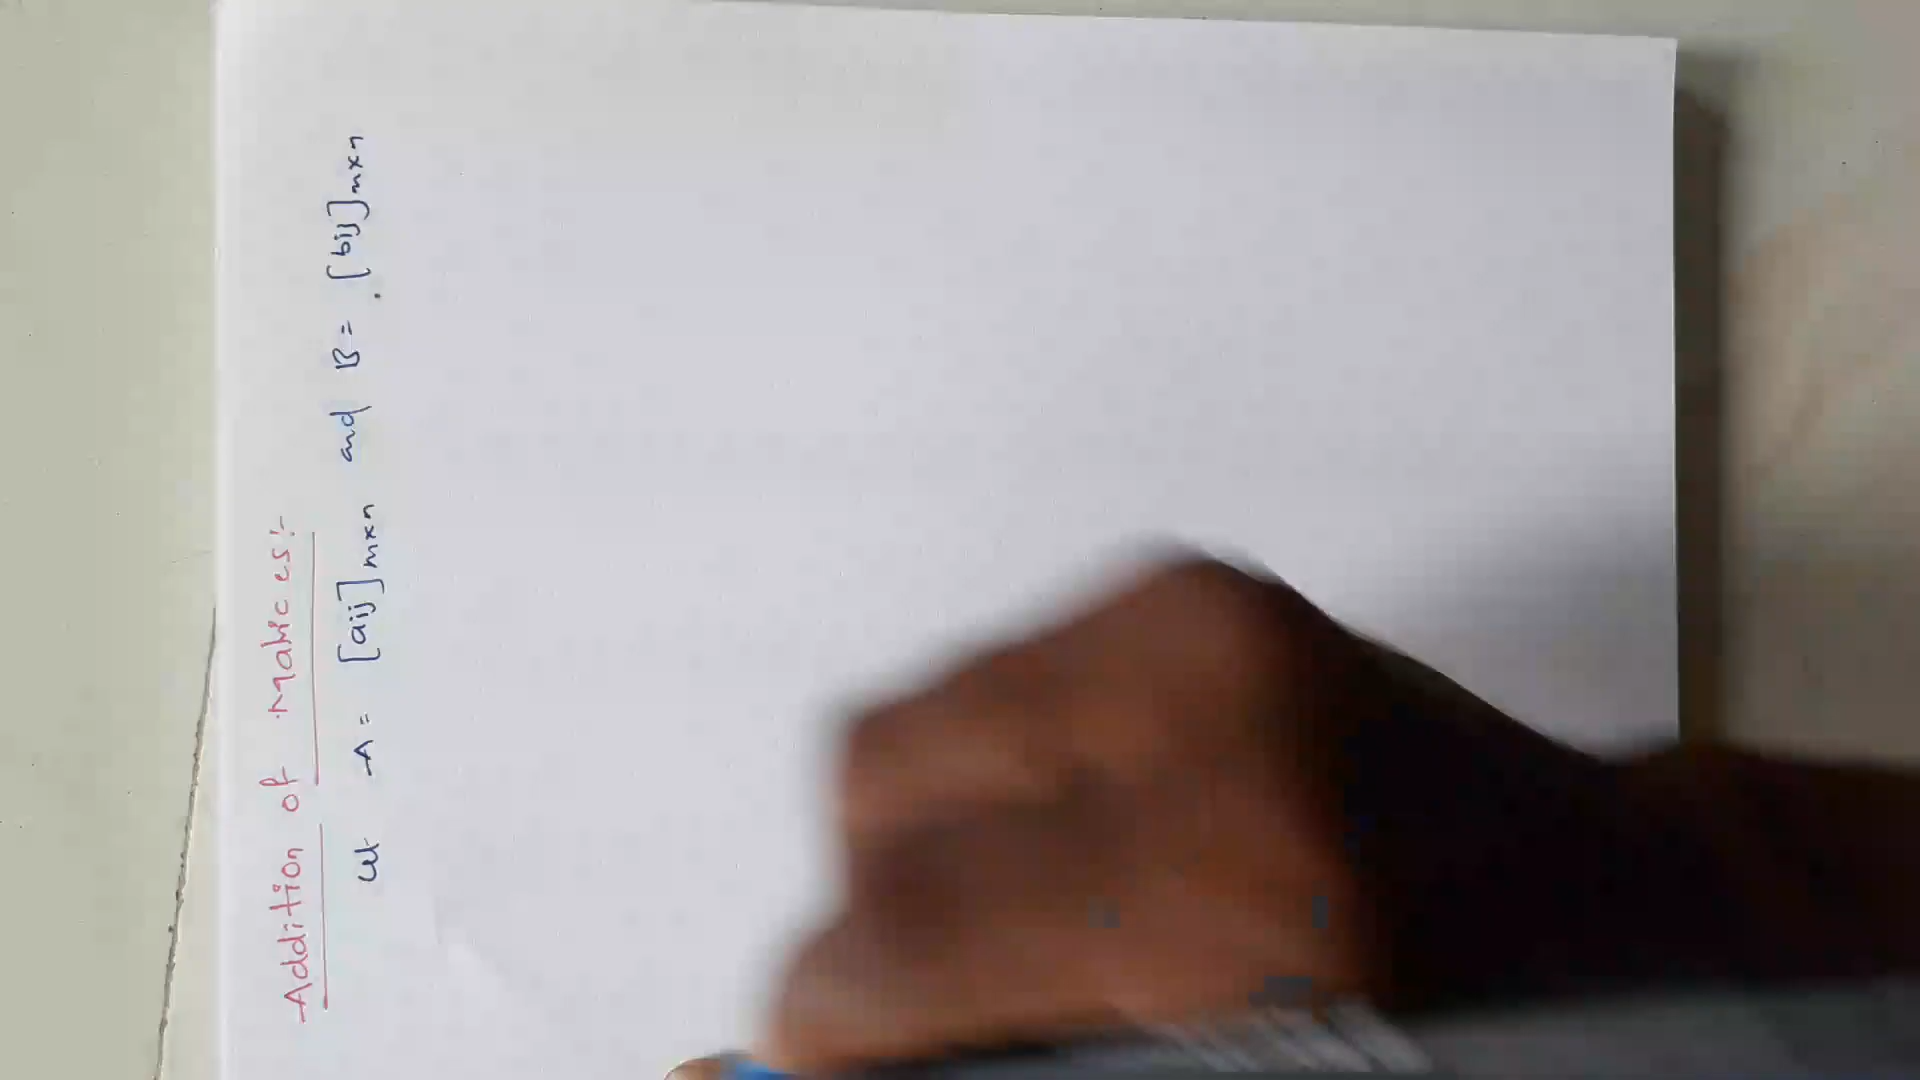 Addition of Matrices:-
Let A = [aij]mxn and B = [bij]mxn